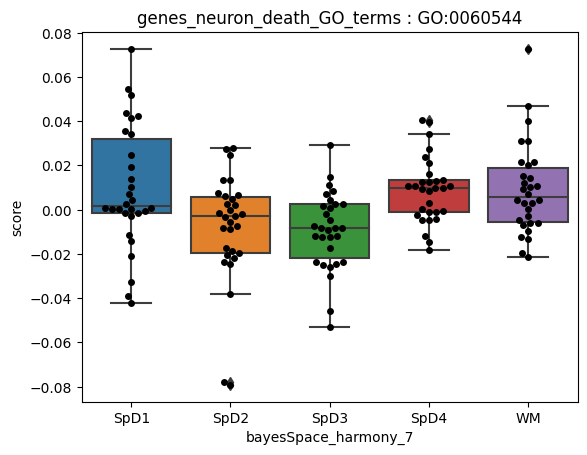 genes_neuron_death_GO_terms : GO:0060544
0.08
0.06
0.04
0.02
0.00
−0.02
−0.04
−0.06
−0.08
score
SpD1 SpD2 SpD3 SpD4 WM
bayesSpace_harmony_7